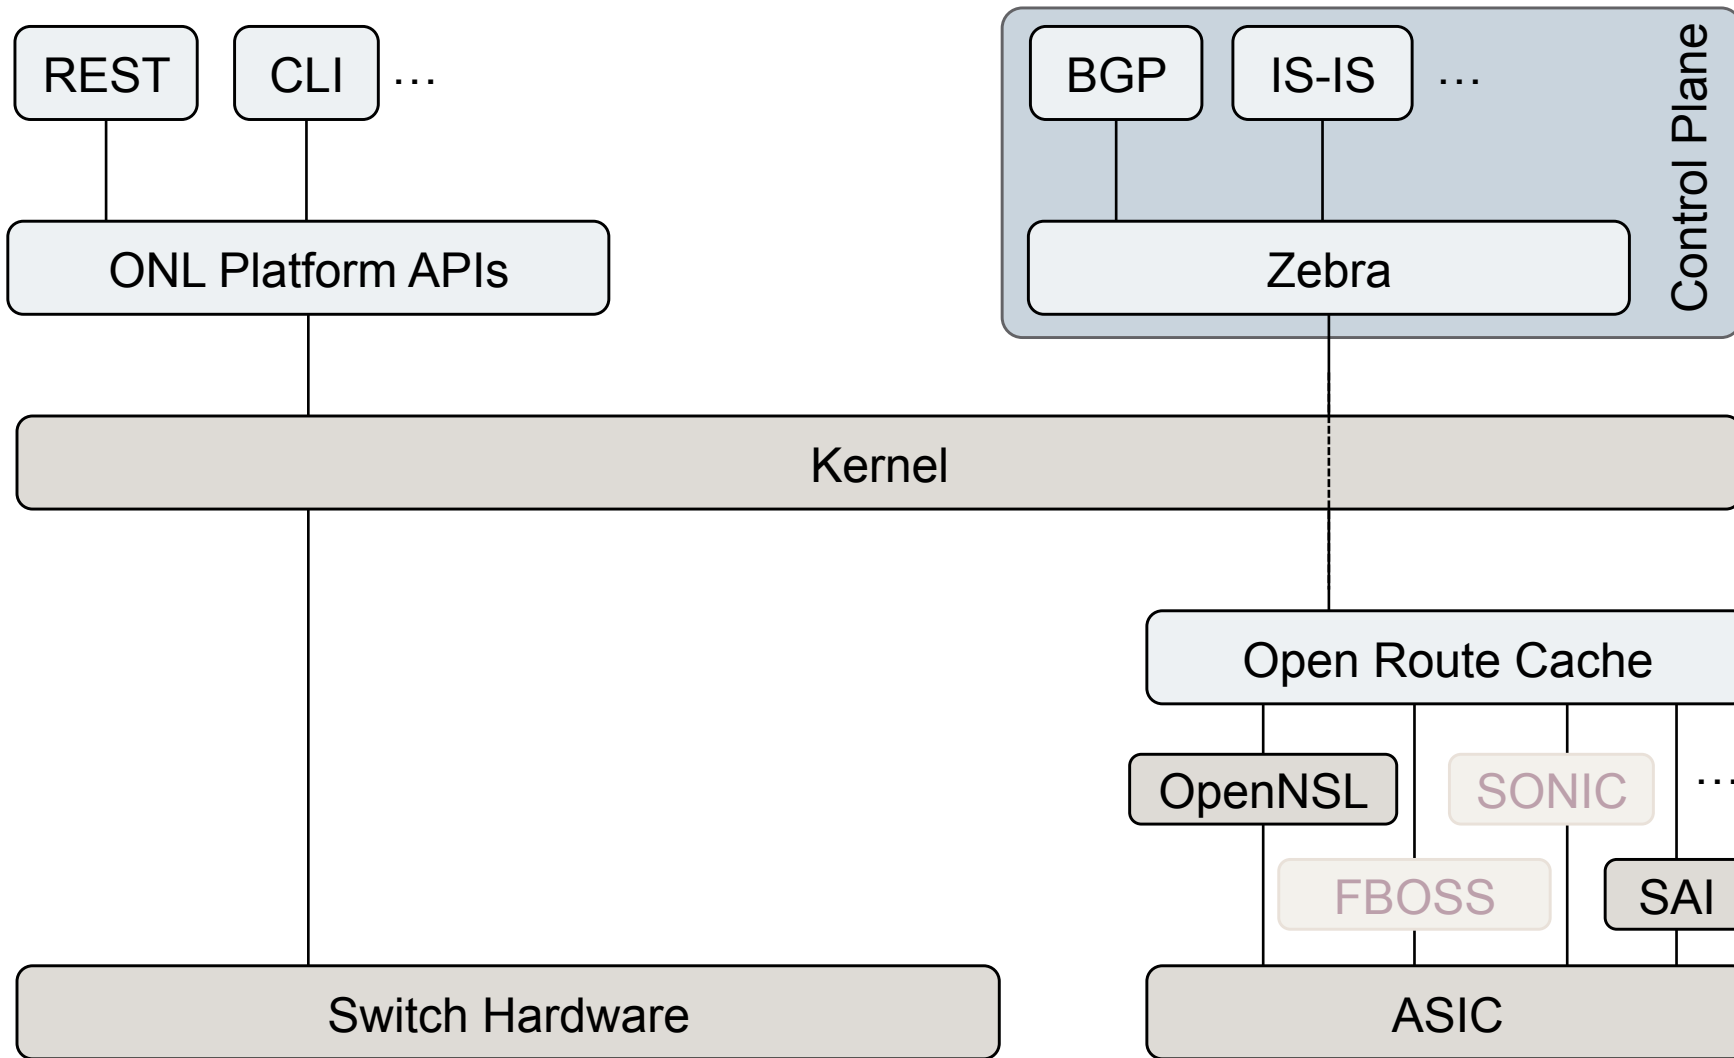 REST
CLI
…
BGP
IS-IS
…
Control Plane
ONL Platform APIs
Zebra
Kernel
Open Route Cache
OpenNSL
SONIC
…
FBOSS
SAI
Switch Hardware
ASIC